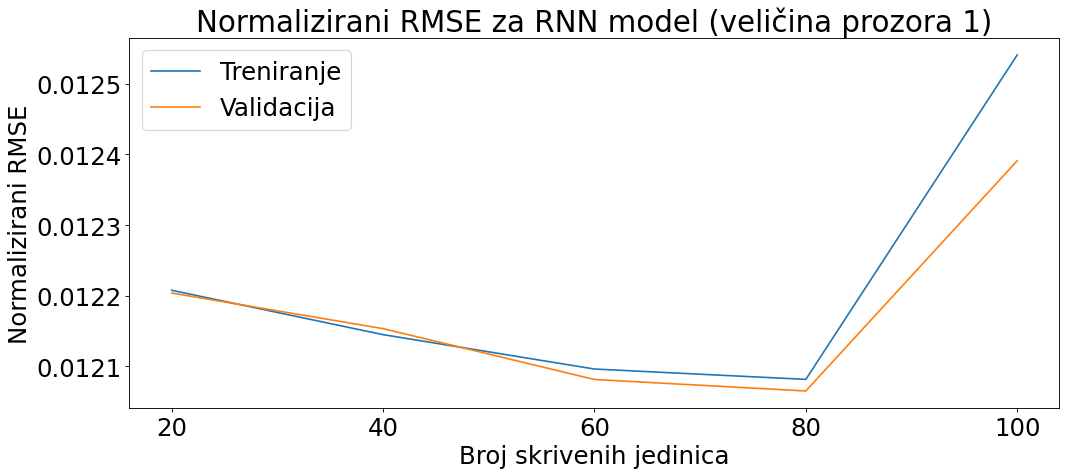 Normalizirani RMSE za RNN model (veličina prozora 1)
Treniranje
Validacija
Normalizirani RMSE
0.0125
0.0124
0.0123
0.0122
0.0121
20 40 60 80 100
Broj skrivenih jedinica